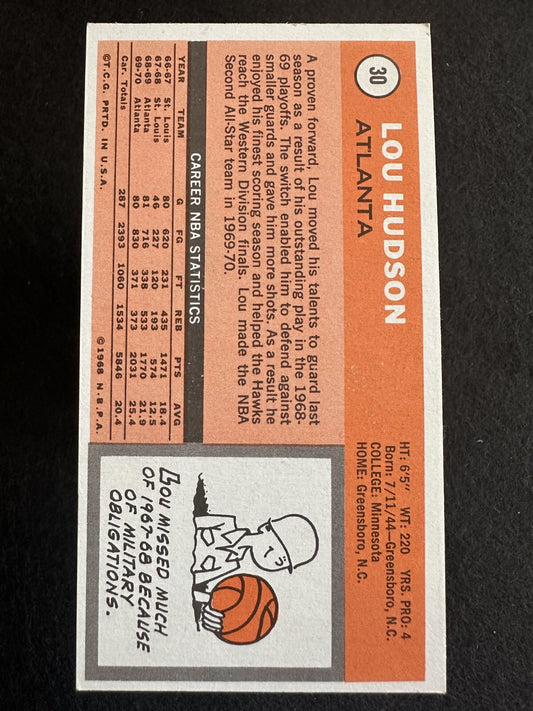 30
LOU HUDSON
ATLANTA
HT: 6'5" WT: 220 YRS. PRO: 4
Born: 7/11/44—Greensboro, N.C.
COLLEGE: Minnesota
HOME: Greensboro, N.C.
A proven forward, Lou moved his talents to guard last
season as a result of his outstanding play in the 1968-
69 playoffs. The switch enabled him to defend against
smaller guards and gave him more shots. As a result he
enjoyed his finest scoring season and helped the Hawks
reach the Western Division finals. Lou made the NBA
Second All-Star team in 1969-70.
CAREER NBA STATISTICS
YEAR TEAM G FG FT REB PTS AVG
66-67 St. Louis 80 620 231 435 1471 18.4
67-68 St. Louis 46 227 120 193 574 12.5
68-69 Atlanta 81 716 338 533 1770 21.9
69-70 Atlanta 80 830 371 373 2031 25.4
Car. Totals 287 2393 1060 1534 5846 20.4
©T.C.G. PRTD. IN U.S.A. ©1968 N.B.P.A.
LOU MISSED MUCH
OF 1967-68 BECAUSE
OF MILITARY
OBLIGATIONS.